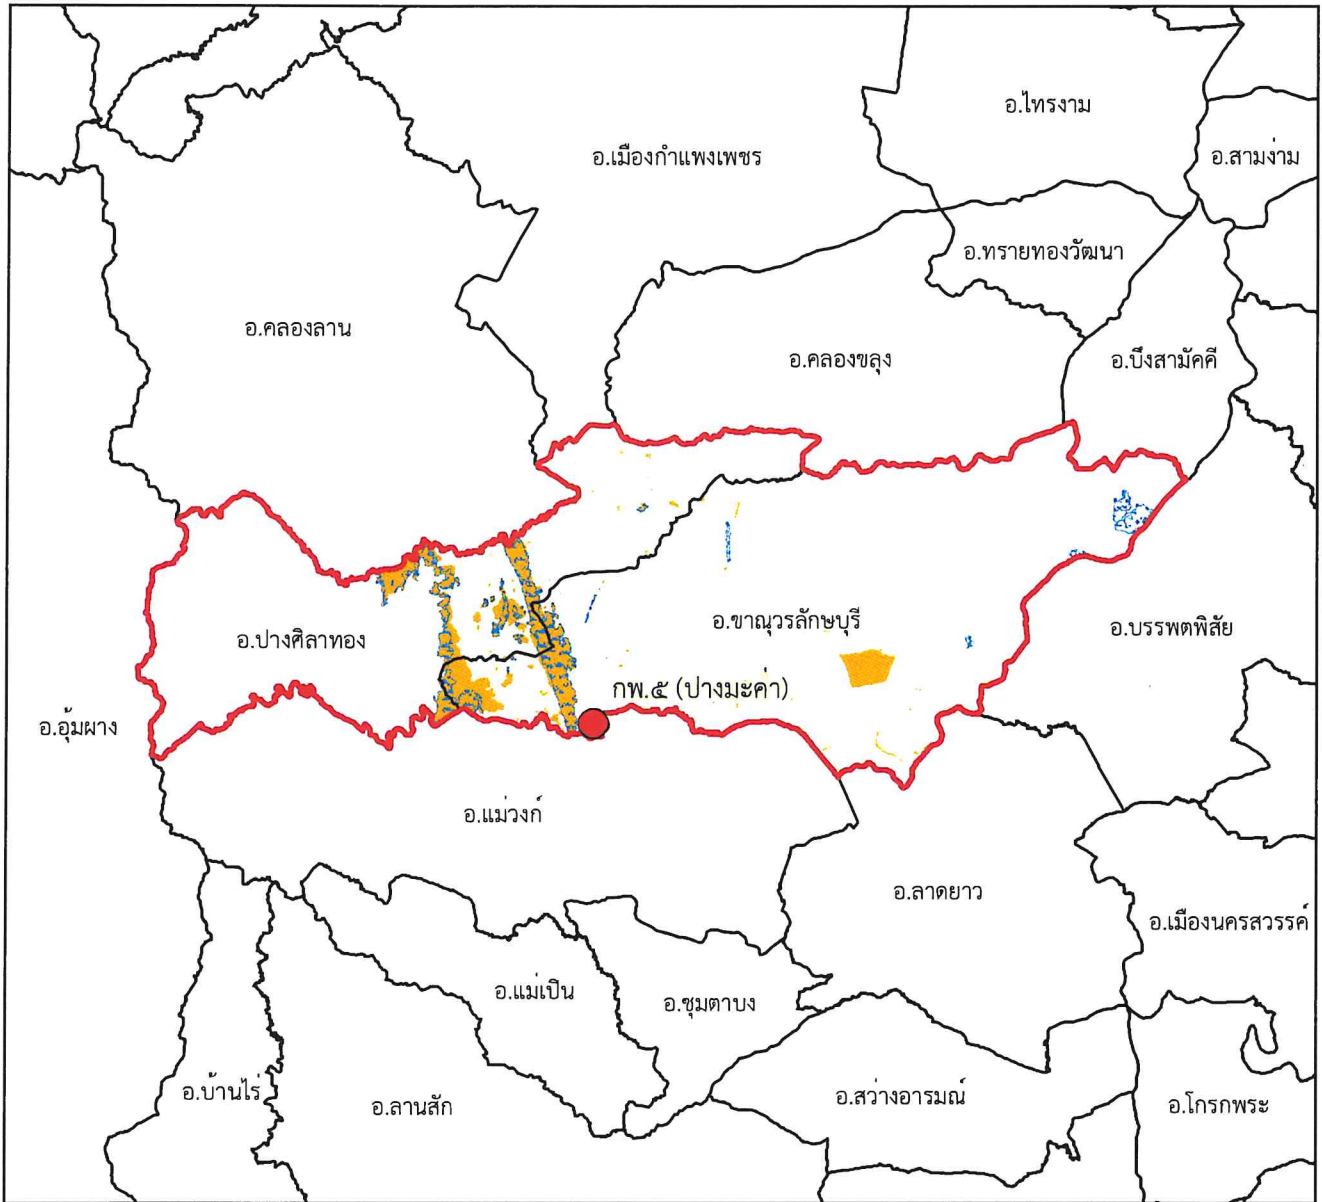 อ.ไทรงาม
อ.เมืองกำแพงเพชร
อ.สามง่าม
อ.ทรายทองวัฒนา
อ.คลองลาน
อ.คลองขลุง
อ.บึงสามัคคี
อ.ปางศิลาทอง
อ.ขาณุวรลักษบุรี
อ.บรรพตพิสัย
กพ.๕ (ปางมะค่า)
อ.อุ้มผาง
อ.แม่วงก์
อ.ลาดยาว
อ.เมืองนครสวรรค์
อ.แม่เปิน
อ.ชุมตาบง
อ.บ้านไร่
อ.ลานสัก
อ.สว่างอารมณ์
อ.โกรกพระ